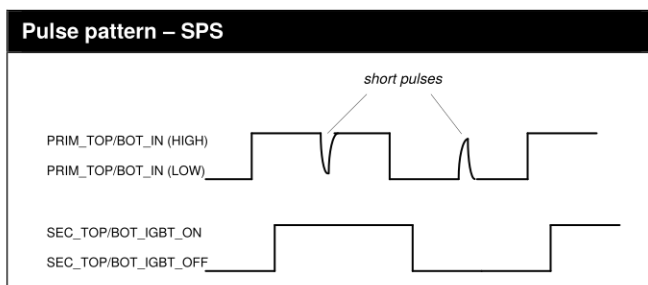 Pulse pattern – SPS
short pulses
PRIM_TOP/BOT_IN (HIGH)
PRIM_TOP/BOT_IN (LOW)
SEC_TOP/BOT_IGBT_ON
SEC_TOP/BOT_IGBT_OFF